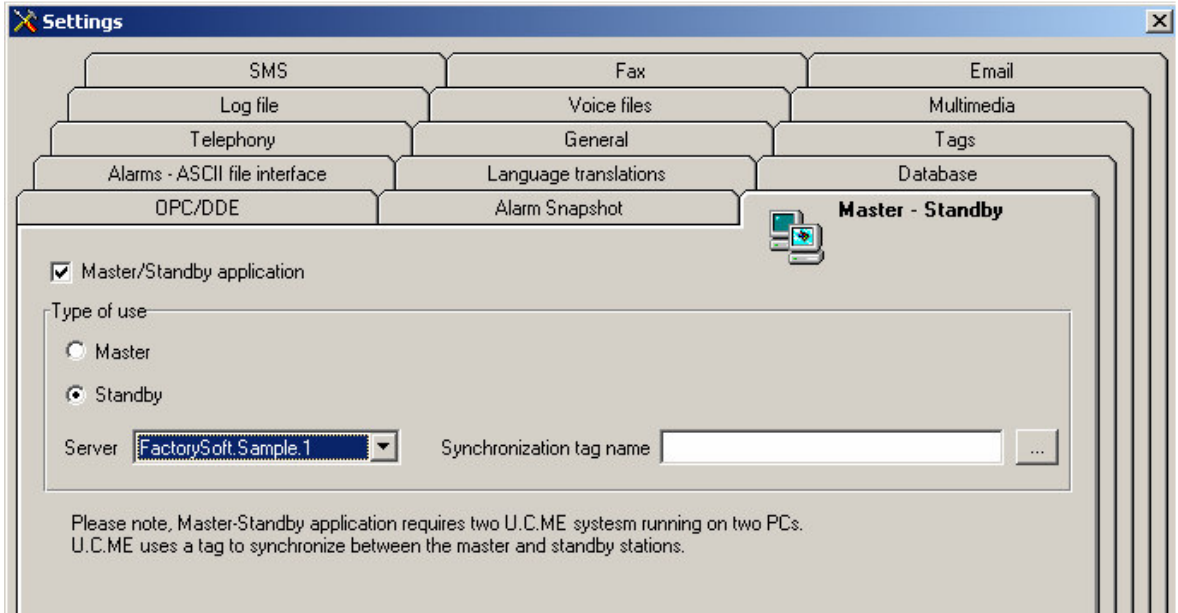 Settings
SMS Fax Email
Log file Voice files Multimedia
Telephony General Tags
Alarms - ASCII file interface Language translations Database
OPC/DDE Alarm Snapshot Master - Standby
Master/Standby application
Type of use
Master
Standby
Server FactorySoft.Sample.1 Synchronization tag name ...
Please note, Master-Standby application requires two U.C.ME systesm running on two PCs.
U.C.ME uses a tag to synchronize between the master and standby stations.